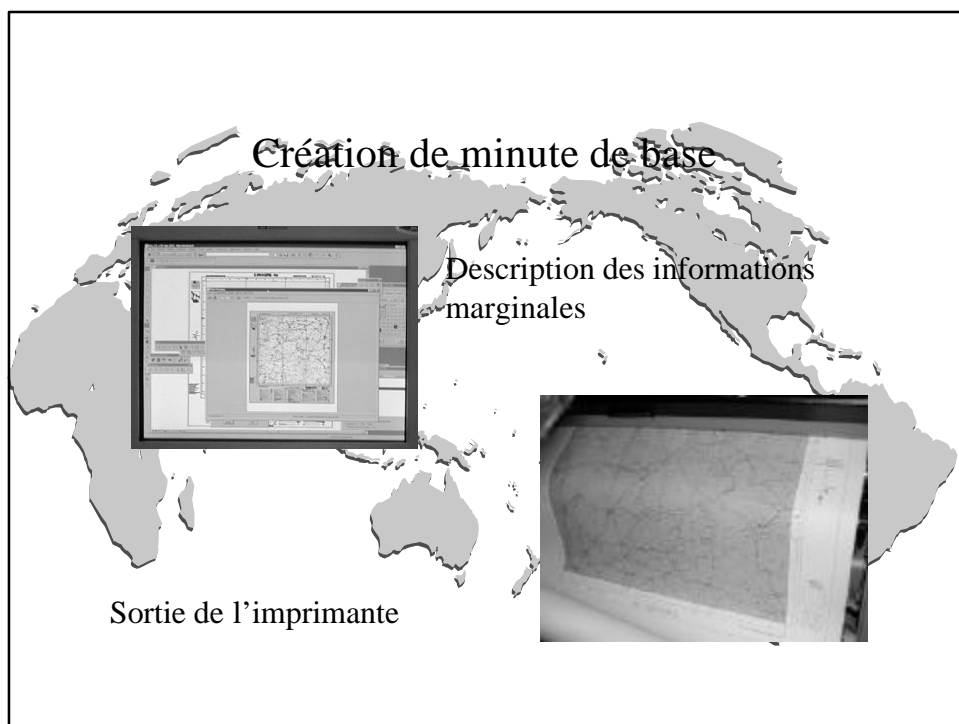 Création de minute de base
Description des informations
marginales
Sortie de l’imprimante